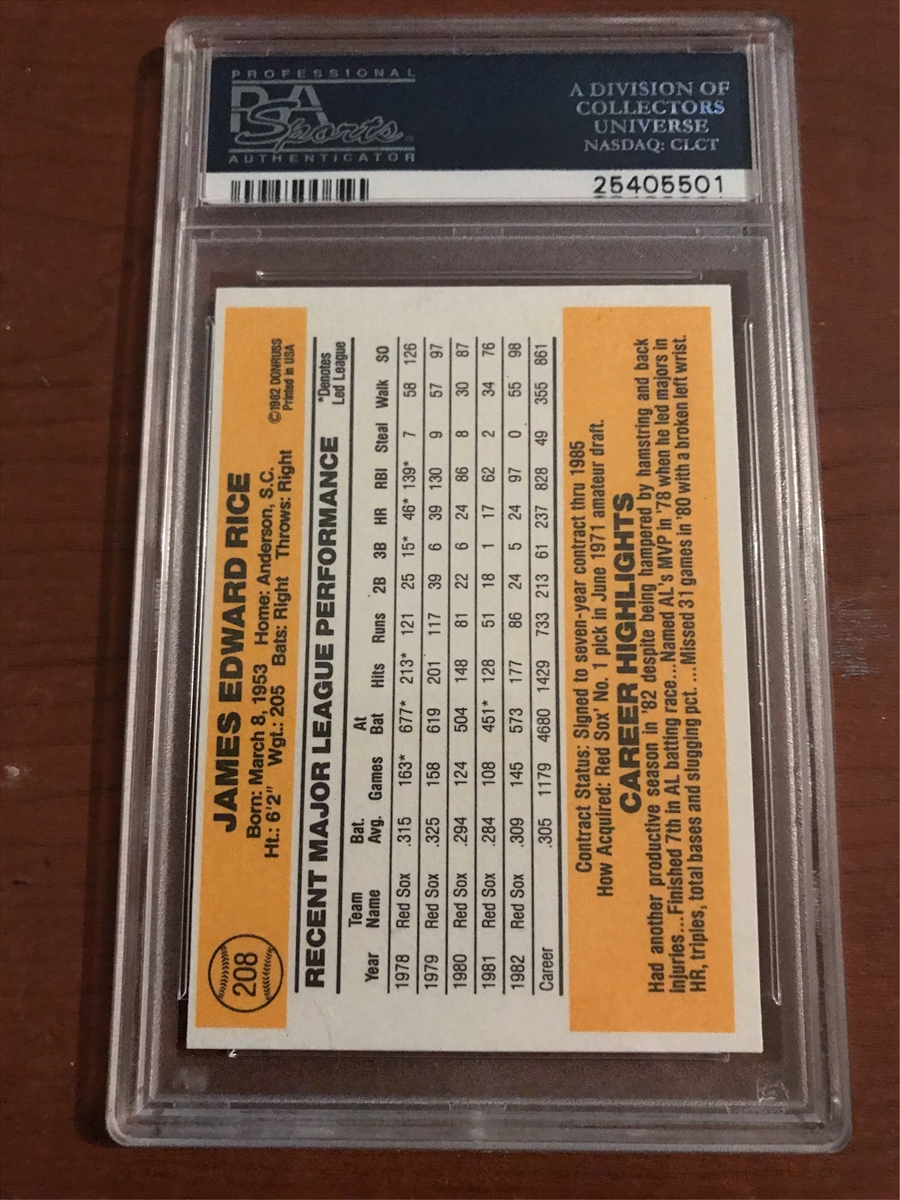 PROFESSIONAL
PSA
Sports
AUTHENTICATOR
A DIVISION OF
COLLECTORS
UNIVERSE
NASDAQ: CLCT
25405501
208
JAMES EDWARD RICE
Born: March 8, 1953 Home: Anderson, S.C.
Ht.: 6'2" Wgt.: 205 Bats: Right Throws: Right
©1982 DONRUSS
Printed in USA
RECENT MAJOR LEAGUE PERFORMANCE
*Denotes
Led League
Year Team Name Bat. Avg. Games At Bat Hits Runs 2B 3B HR RBI Steal Walk SO
1978 Red Sox .315 163* 677* 213* 121 25 15* 46* 139* 7 58 126
1979 Red Sox .325 158 619 201 117 39 6 39 130 9 57 97
1980 Red Sox .294 124 504 148 81 22 6 24 86 8 30 87
1981 Red Sox .284 108 451* 128 51 18 1 17 62 2 34 76
1982 Red Sox .309 145 573 177 86 24 5 24 97 0 55 98
Career .305 1179 4680 1429 733 213 61 237 828 49 355 861
Contract Status: Signed to seven-year contract thru 1985
How Acquired: Red Sox' No. 1 pick in June 1971 amateur draft.
CAREER HIGHLIGHTS
Had another productive season in '82 despite being hampered by hamstring and back
injuries...Finished 7th in AL batting race...Named AL's MVP in '78 when he led majors in
HR, triples, total bases and slugging pct. ...Missed 31 games in '80 with a broken left wrist.